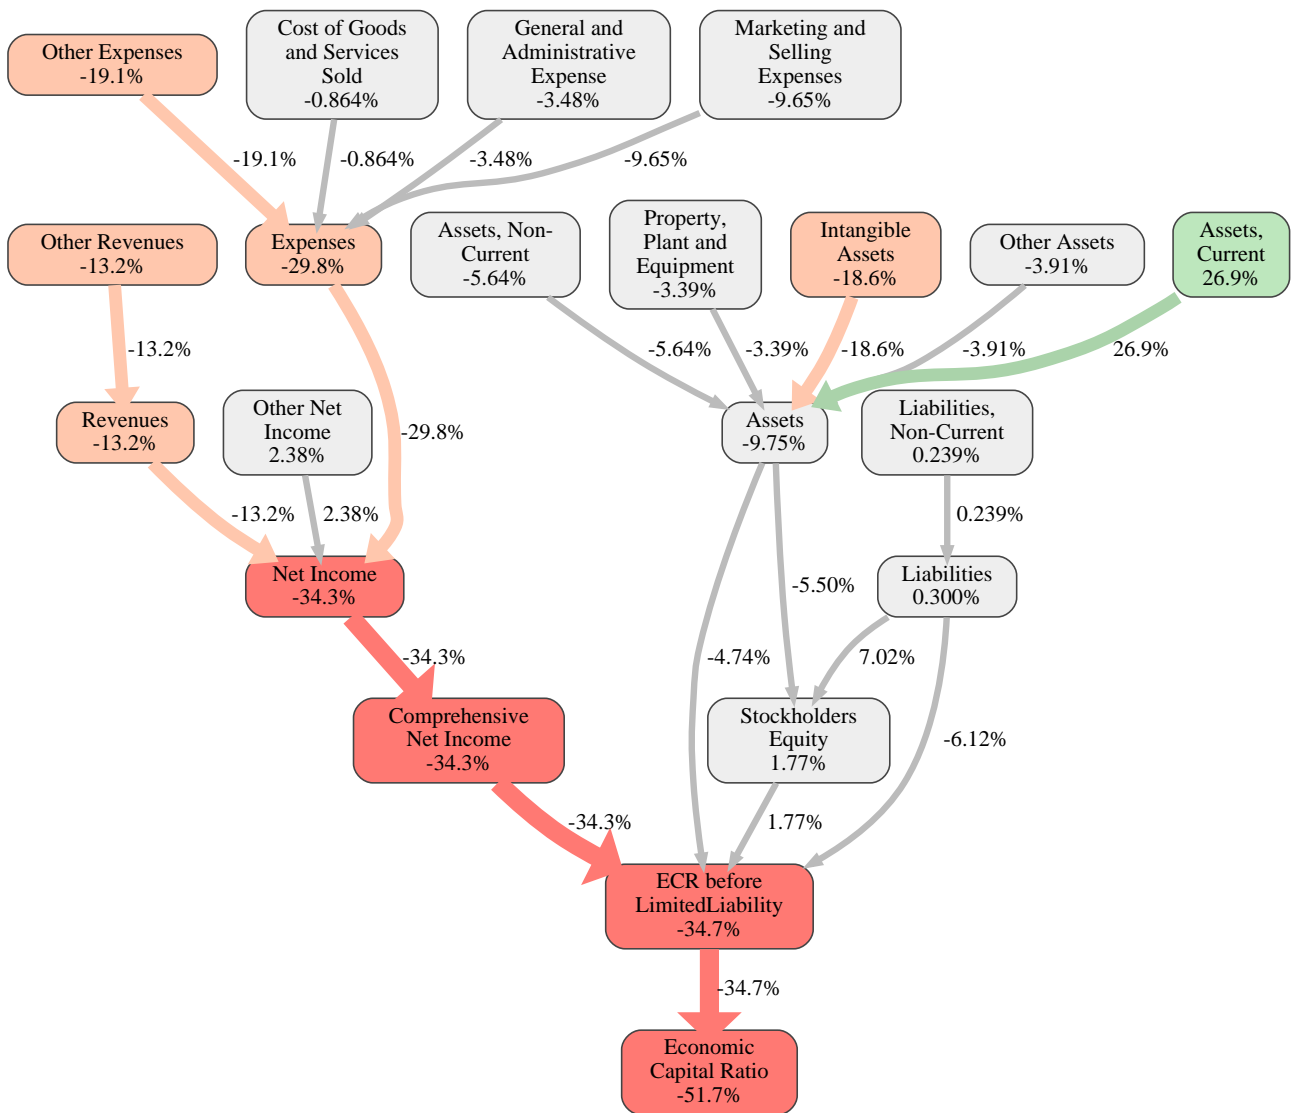 Other Expenses
-19.1%
Cost of Goods
and Services
Sold
-0.864%
General and
Administrative
Expense
-3.48%
Marketing and
Selling
Expenses
-9.65%
-19.1%
-0.864%
-3.48%
-9.65%
Other Revenues
-13.2%
Expenses
-29.8%
Assets, Non-
Current
-5.64%
Property,
Plant and
Equipment
-3.39%
Intangible
Assets
-18.6%
Other Assets
-3.91%
Assets,
Current
26.9%
-13.2%
-5.64%
-3.39%
-18.6%
-3.91%
26.9%
Revenues
-13.2%
Other Net
Income
2.38%
-29.8%
Assets
-9.75%
Liabilities,
Non-Current
0.239%
-13.2%
2.38%
0.239%
Net Income
-34.3%
-5.50%
Liabilities
0.300%
-34.3%
-4.74%
7.02%
Comprehensive
Net Income
-34.3%
Stockholders
Equity
1.77%
-6.12%
-34.3%
1.77%
ECR before
LimitedLiability
-34.7%
-34.7%
Economic
Capital Ratio
-51.7%